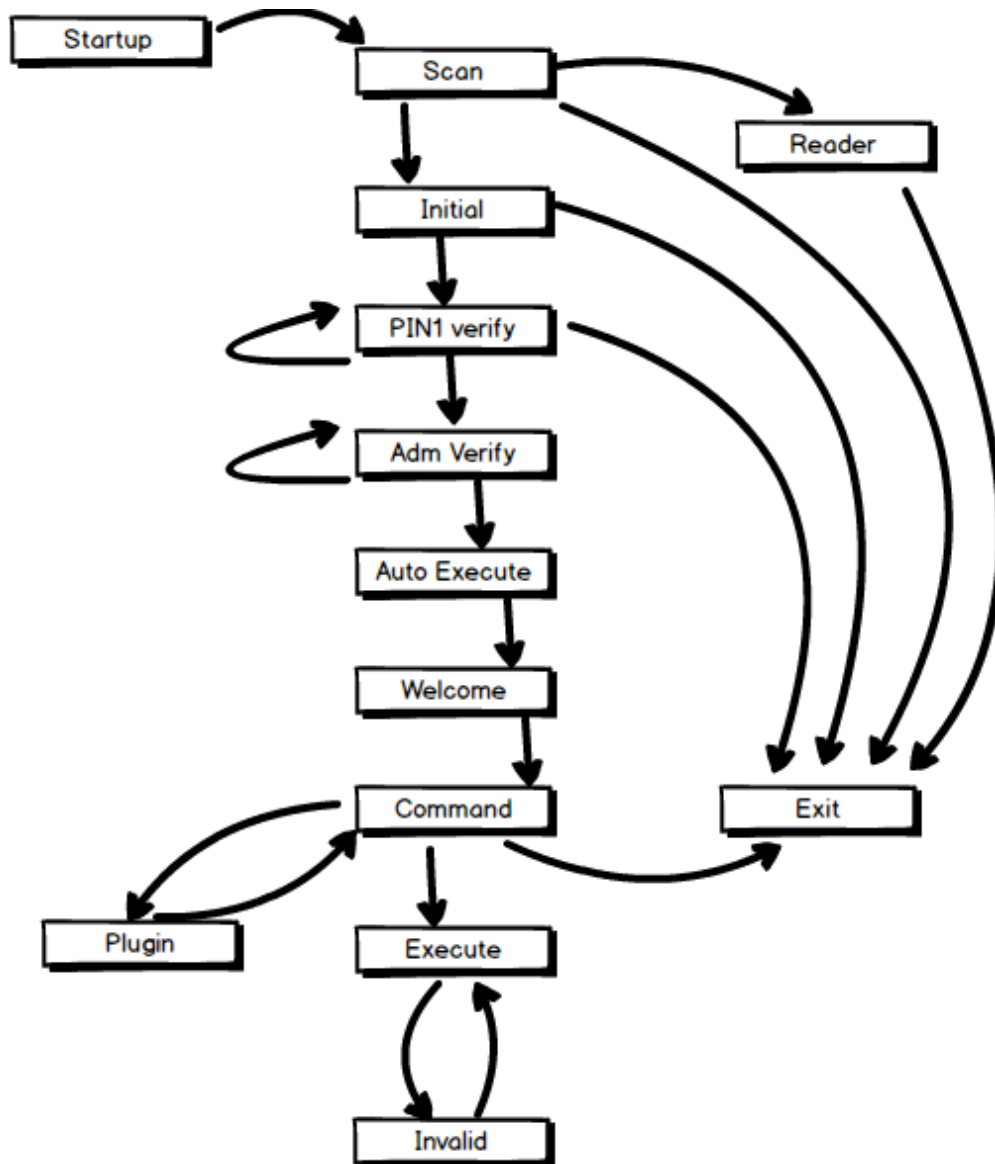 Startup
Scan
Reader
Initial
PIN1 verify
Adm Verify
Auto Execute
Welcome
Command
Exit
Plugin
Execute
Invalid